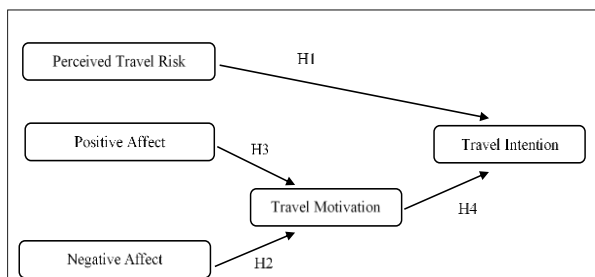 Perceived Travel Risk
H1
Positive Affect
H3
Travel Intention
Travel Motivation
H4
Negative Affect
H2